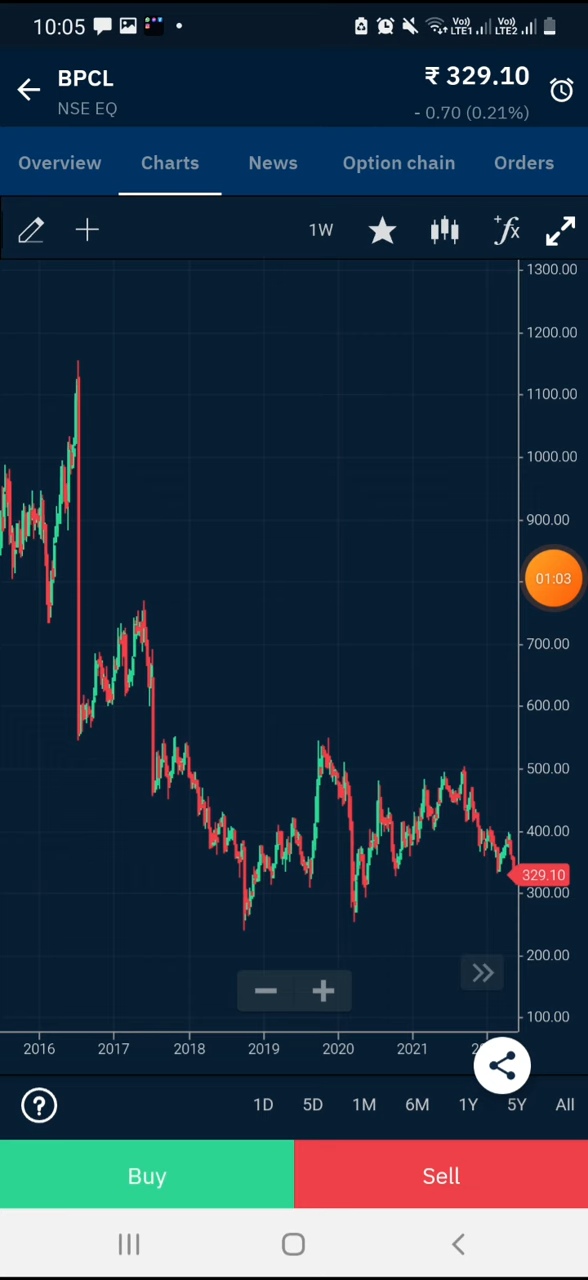 10:05
Vo)) LTE1 Vo)) LTE2
BPCL
₹ 329.10
NSE EQ
- 0.70 (0.21%)
Overview Charts News Option chain Orders
1W
fx
1300.00
1200.00
1100.00
1000.00
900.00
01:03
700.00
600.00
500.00
400.00
329.10
300.00
200.00
100.00
2016 2017 2018 2019 2020 2021
1D 5D 1M 6M 1Y 5Y All
Buy Sell